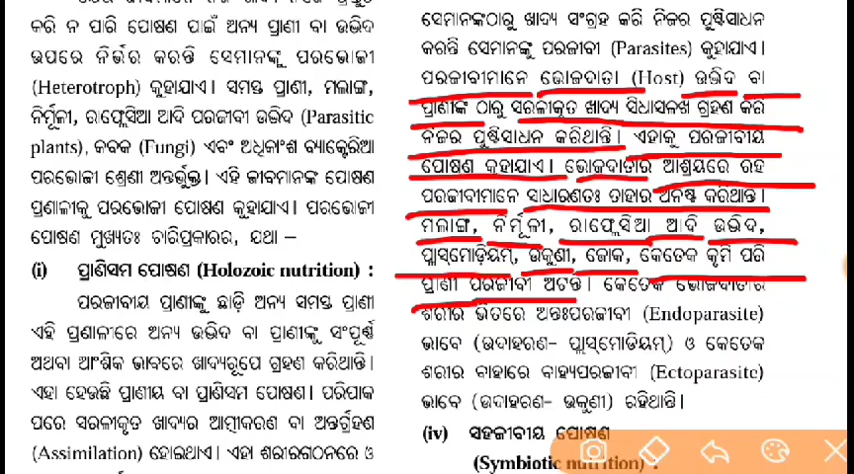 କରି ନ ପାରି ପୋଷଣ ପାଇଁ ଅନ୍ୟ ପ୍ରାଣୀ ବା ଉଦ୍ଭିଦ
ଉପରେ ନିର୍ଭର କରନ୍ତି ସେମାନଙ୍କୁ ପରଭୋଜୀ
(Heterotroph) କୁହାଯାଏ। ସମସ୍ତ ପ୍ରାଣୀ, ମଲାଙ୍ଗ,
ନିର୍ମୂଳୀ, ରାଫ୍ଲେସିଆ ଆଦି ପରଜୀବୀ ଉଦ୍ଭିଦ (Parasitic
plants), କବକ (Fungi) ଏବଂ ଅଧିକାଂଶ ବ୍ୟାକ୍ଟେରିଆ
ପରଭୋଜୀ ଶ୍ରେଣୀ ଅନ୍ତର୍ଭୁକ୍ତ। ଏହି ଜୀବମାନଙ୍କ ପୋଷଣ
ପ୍ରଣାଳୀକୁ ପରଭୋଜୀ ପୋଷଣ କୁହାଯାଏ। ପରଭୋଜୀ
ପୋଷଣ ମୁଖ୍ୟତଃ ଚାରିପ୍ରକାରର, ଯଥା –
(i) ପ୍ରାଣିସମ ପୋଷଣ (Holozoic nutrition) :
ପରଜୀବୀୟ ପ୍ରାଣୀଙ୍କୁ ଛାଡ଼ି ଅନ୍ୟ ସମସ୍ତ ପ୍ରାଣୀ
ଏହି ପ୍ରଣାଳୀରେ ଅନ୍ୟ ଉଦ୍ଭିଦ ବା ପ୍ରାଣୀଙ୍କୁ ସଂପୂର୍ଣ୍ଣ
ଅଥବା ଆଂଶିକ ଭାବରେ ଖାଦ୍ୟରୂପେ ଗ୍ରହଣ କରିଥାନ୍ତି।
ଏହା ହେଉଛି ପ୍ରାଣୀୟ ବା ପ୍ରାଣିସମ ପୋଷଣ। ପରିପାକ
ପରେ ସରଳୀକୃତ ଖାଦ୍ୟର ଆତ୍ମୀକରଣ ବା ଅନ୍ତର୍ଗ୍ରହଣ
(Assimilation) ହୋଇଥାଏ। ଏହା ଶରୀରଗଠନରେ ଓ
ସେମାନଙ୍କଠାରୁ ଖାଦ୍ୟ ସଂଗ୍ରହ କରି ନିଜର ପୁଷ୍ଟିସାଧନ
କରନ୍ତି ସେମାନଙ୍କୁ ପରଜୀବୀ (Parasites) କୁହାଯାଏ।
ପରଜୀବୀମାନେ ଭୋଜଦାତା (Host) ଉଦ୍ଭିଦ ବା
ପ୍ରାଣୀଙ୍କ ଠାରୁ ସରଳୀକୃତ ଖାଦ୍ୟ ସିଧାସଳଖ ଗ୍ରହଣ କରି
ନିଜର ପୁଷ୍ଟିସାଧନ କରିଥାନ୍ତି। ଏହାକୁ ପରଜୀବୀୟ
ପୋଷଣ କୁହାଯାଏ। ଭୋଜଦାତାର ଆଶ୍ରୟରେ ରହି
ପରଜୀବୀମାନେ ସାଧାରଣତଃ ତାହାର ଅନିଷ୍ଟ କରିଥାନ୍ତି।
ମଲାଙ୍ଗ, ନିର୍ମୂଳୀ, ରାଫ୍ଲେସିଆ ଆଦି ଉଦ୍ଭିଦ,
ପ୍ଲାସ୍‌ମୋଡିୟମ୍, ଉକୁଣୀ, ଜୋକ, କେତେକ କୃମି ପରି
ପ୍ରାଣୀ ପରଜୀବୀ ଅଟନ୍ତି। କେତେକ ଭୋଜଦାତାର
ଶରୀର ଭିତରେ ଅନ୍ତଃପରଜୀବୀ (Endoparasite)
ଭାବେ (ଉଦାହରଣ– ପ୍ଲାସ୍‌ମୋଡିୟମ୍) ଓ କେତେକ
ଶରୀର ବାହାରେ ବାହ୍ୟପରଜୀବୀ (Ectoparasite)
ଭାବେ (ଉଦାହରଣ– ଉକୁଣୀ) ରହିଥାନ୍ତି।
(iv) ସହଜୀବୀୟ ପୋଷଣ
(Symbiotic nutrition) :